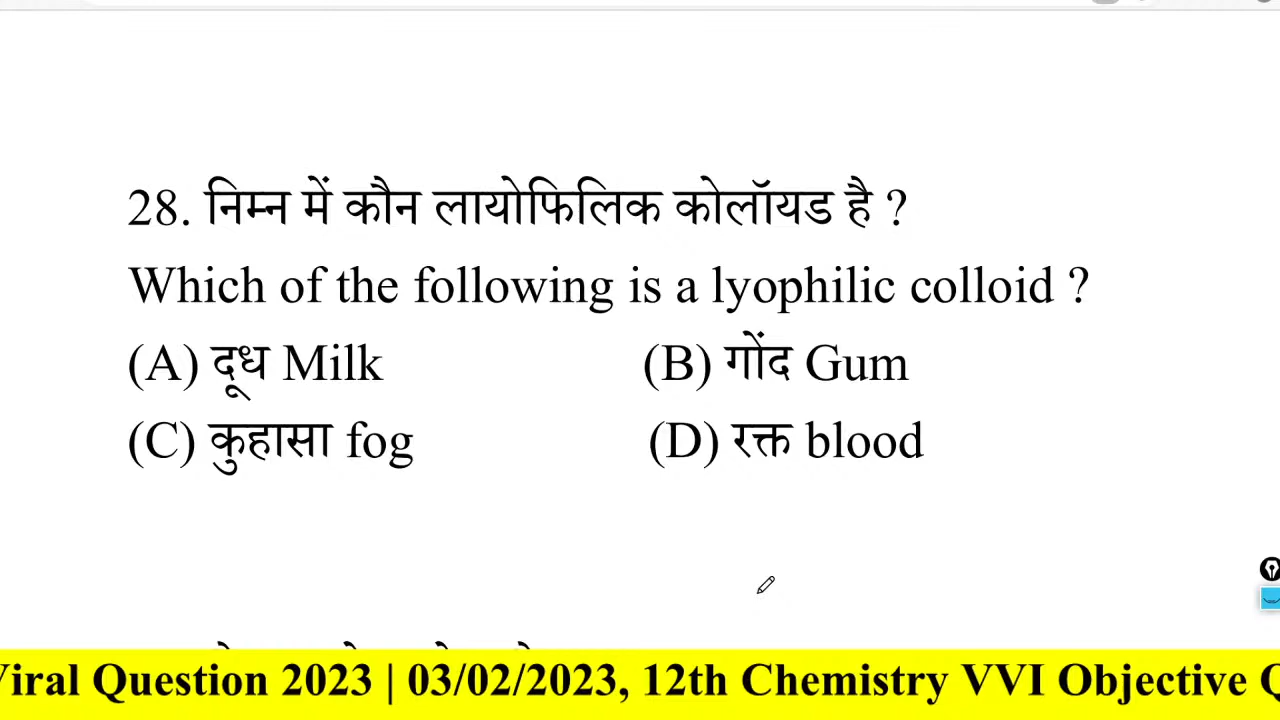 28. निम्न में कौन लायोफिलिक कोलॉयड है ?
Which of the following is a lyophilic colloid ?
(A) दूध Milk (B) गोंद Gum
(C) कुहासा fog (D) रक्त blood
Viral Question 2023 | 03/02/2023, 12th Chemistry VVI Objective Q